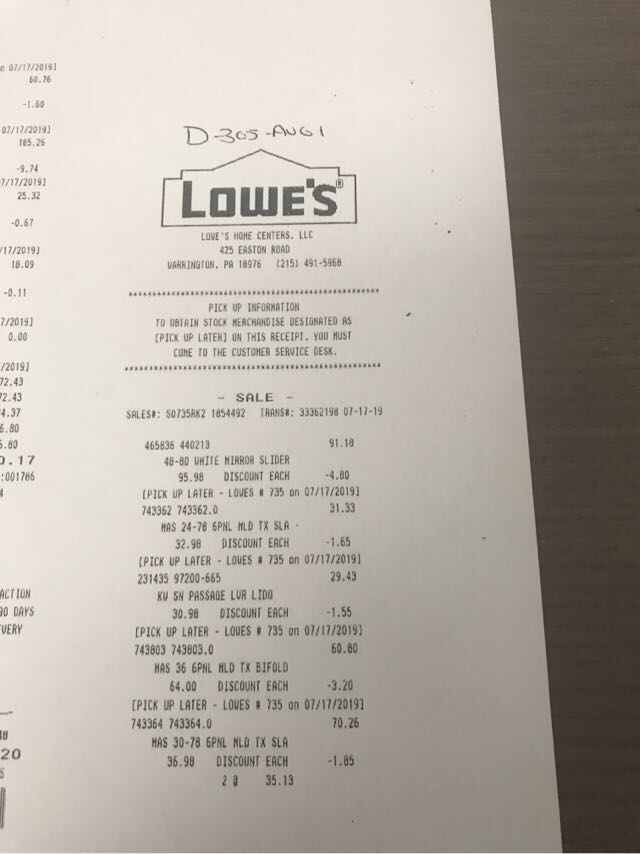 n 07/17/2019]
60.76
-1.60
07/17/2019]
185.26
-9.74
7/17/2019]
25.32
-0.67
/17/2019]
18.09
-0.11
7/2019]
0.00
/2019]
72.43
72.43
4.37
6.80
5.80
0.17
:001786
4
ACTION
90 DAYS
VERY
18
20
S
D-305-AUG1
LOWE'S®
LOWE'S HOME CENTERS, LLC
425 EASTON ROAD
WARRINGTON, PA 18976 (215) 491-5968
****************************************
PICK UP INFORMATION
TO OBTAIN STOCK MERCHANDISE DESIGNATED AS
[PICK UP LATER] ON THIS RECEIPT, YOU MUST
COME TO THE CUSTOMER SERVICE DESK.
****************************************
- SALE -
SALES#: S0735RK2 1854492 TRANS#: 33362198 07-17-19
465836 440213 91.18
48-80 WHITE MIRROR SLIDER
95.98 DISCOUNT EACH -4.80
[PICK UP LATER - LOWES # 735 on 07/17/2019]
743362 743362.0 31.33
MAS 24-78 6PNL MLD TX SLA
32.98 DISCOUNT EACH -1.65
[PICK UP LATER - LOWES # 735 on 07/17/2019]
231435 97200-665 29.43
KW SN PASSAGE LVR LIDO
30.98 DISCOUNT EACH -1.55
[PICK UP LATER - LOWES # 735 on 07/17/2019]
743803 743803.0 60.80
MAS 36 6PNL MLD TX BIFOLD
64.00 DISCOUNT EACH -3.20
[PICK UP LATER - LOWES # 735 on 07/17/2019]
743364 743364.0 70.26
MAS 30-78 6PNL MLD TX SLA
36.98 DISCOUNT EACH -1.85
2 @ 35.13